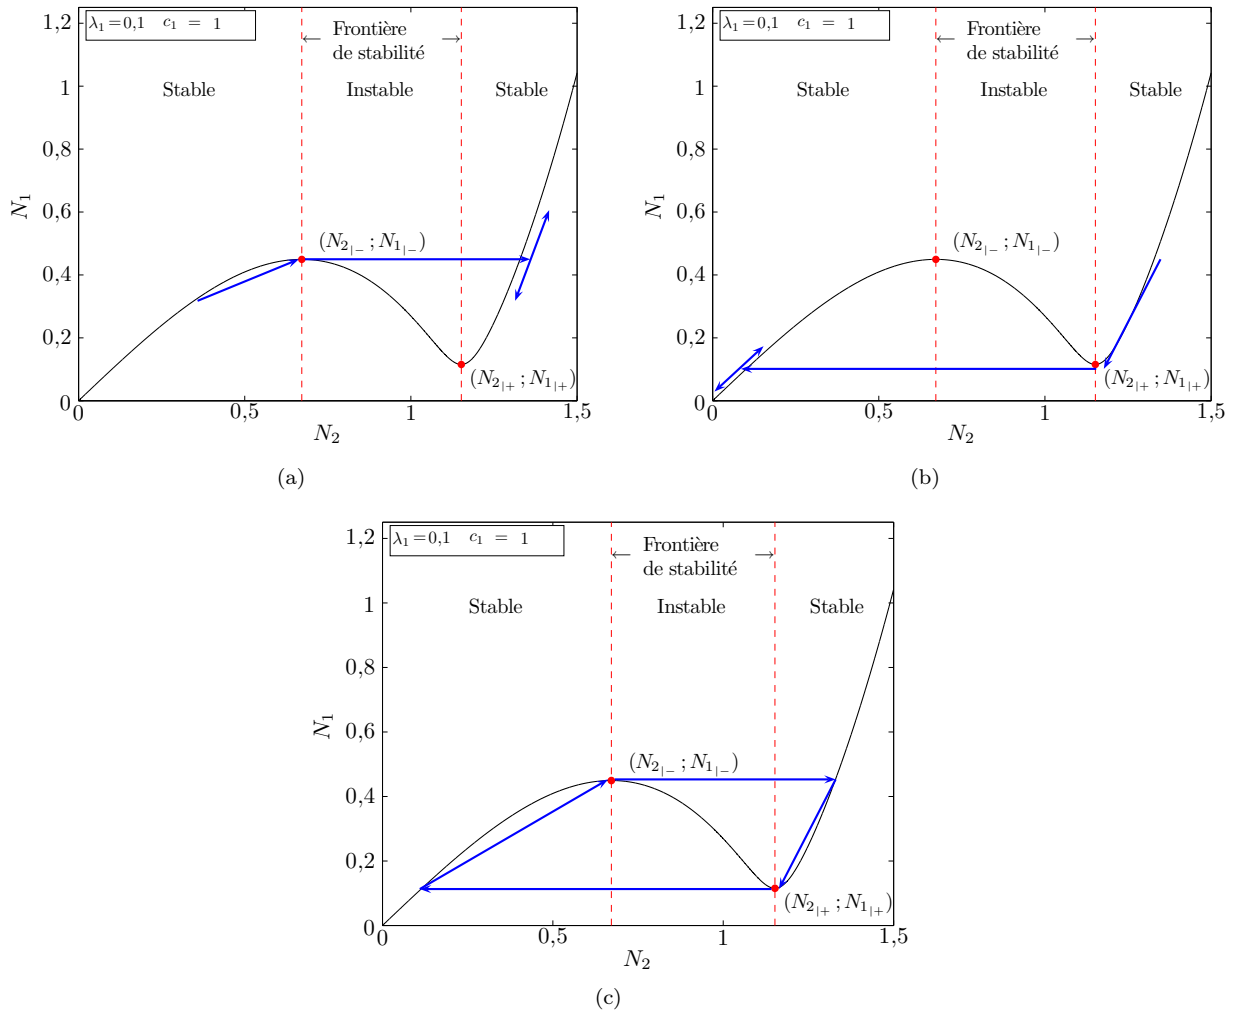 λ₁=0,1 c₁ = 1
Frontière
de stabilité
Stable
Instable
Stable
(N₂|₋ ; N₁|₋)
(N₂|₊ ; N₁|₊)
1,2
1
0,8
0,6
0,4
0,2
0
N₁
0
0,5
1
1,5
N₂
(a)
λ₁=0,1 c₁ = 1
Frontière
de stabilité
Stable
Instable
Stable
(N₂|₋ ; N₁|₋)
(N₂|₊ ; N₁|₊)
1,2
1
0,8
0,6
0,4
0,2
0
N₁
0
0,5
1
1,5
N₂
(b)
λ₁=0,1 c₁ = 1
Frontière
de stabilité
Stable
Instable
Stable
(N₂|₋ ; N₁|₋)
(N₂|₊ ; N₁|₊)
1,2
1
0,8
0,6
0,4
0,2
0
N₁
0
0,5
1
1,5
N₂
(c)